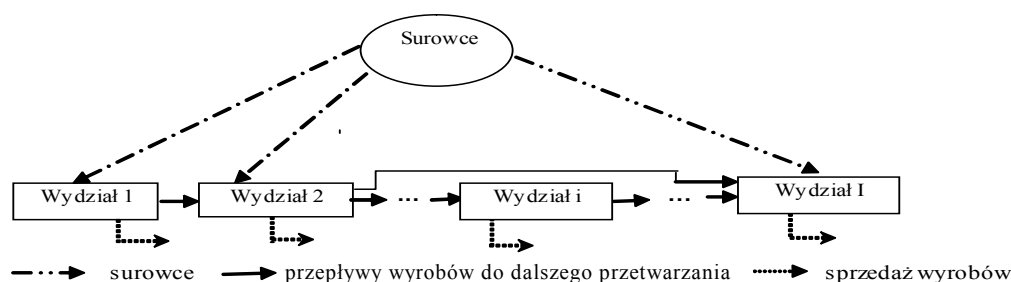 Surowce
Wydział 1 Wydział 2 ... Wydział i ... Wydział I
surowce przepływy wyrobów do dalszego przetwarzania sprzedaż wyrobów